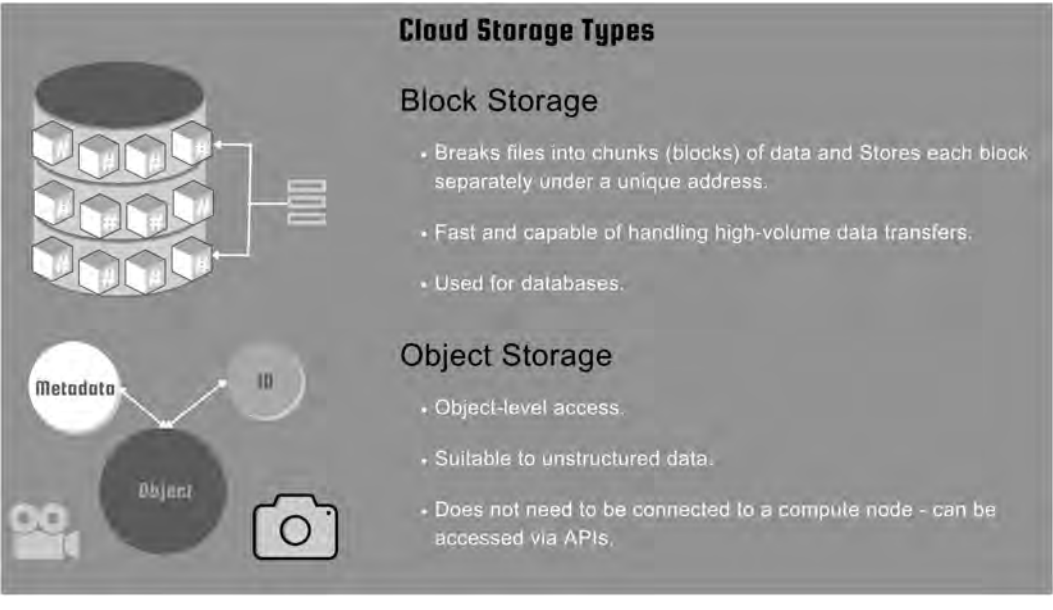 Cloud Storage Types
Block Storage
• Breaks files into chunks (blocks) of data and Stores each block
separately under a unique address.
• Fast and capable of handling high-volume data transfers.
• Used for databases.
Metadata
ID
Object
Object Storage
• Object-level access.
• Suitable to unstructured data.
• Does not need to be connected to a compute node - can be
accessed via APIs.